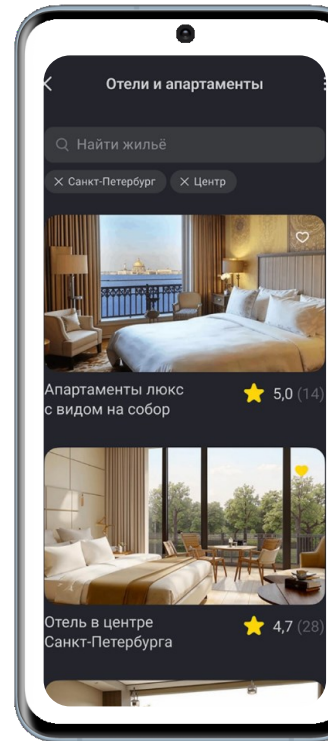 Отели и апартаменты
Найти жильё
× Санкт-Петербург × Центр
Апартаменты люкс 5,0 (14)
с видом на собор
Отель в центре 4,7 (28)
Санкт-Петербурга